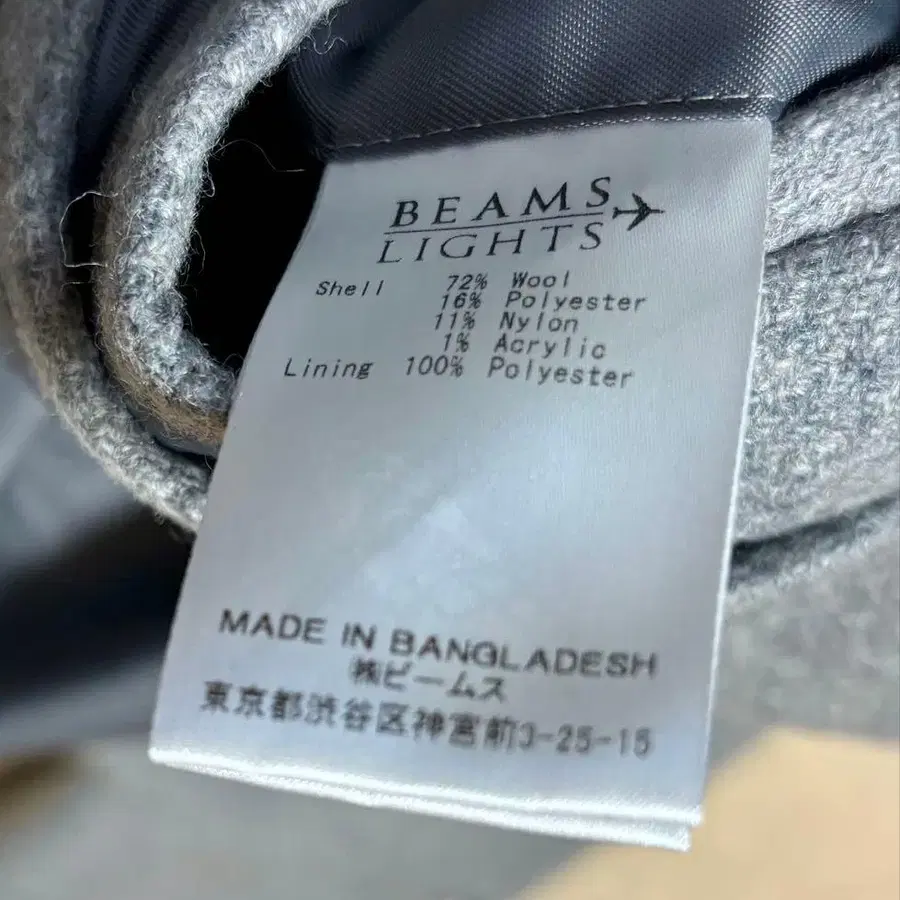 BEAMS
LIGHTS
Shell 72% Wool
16% Polyester
11% Nylon
1% Acrylic
Lining 100% Polyester
MADE IN BANGLADESH
㈱ビームス
東京都渋谷区神宮前3-25-15